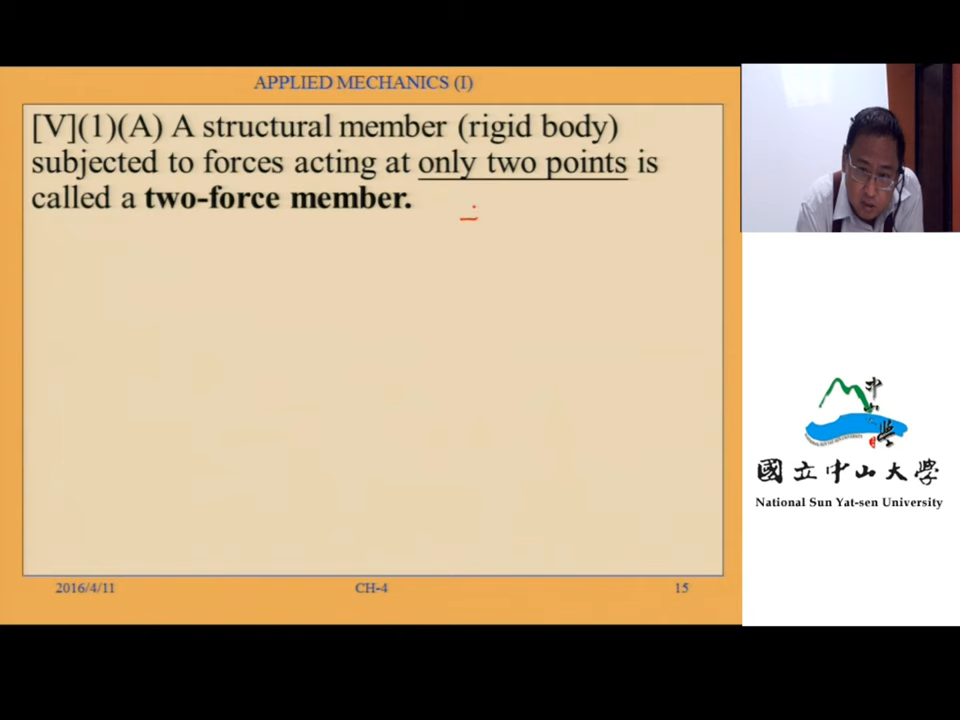 APPLIED MECHANICS (I)
[V](1)(A) A structural member (rigid body)
subjected to forces acting at only two points is
called a two-force member.
2016/4/11
CH-4
15
國立中山大學
National Sun Yat-sen University